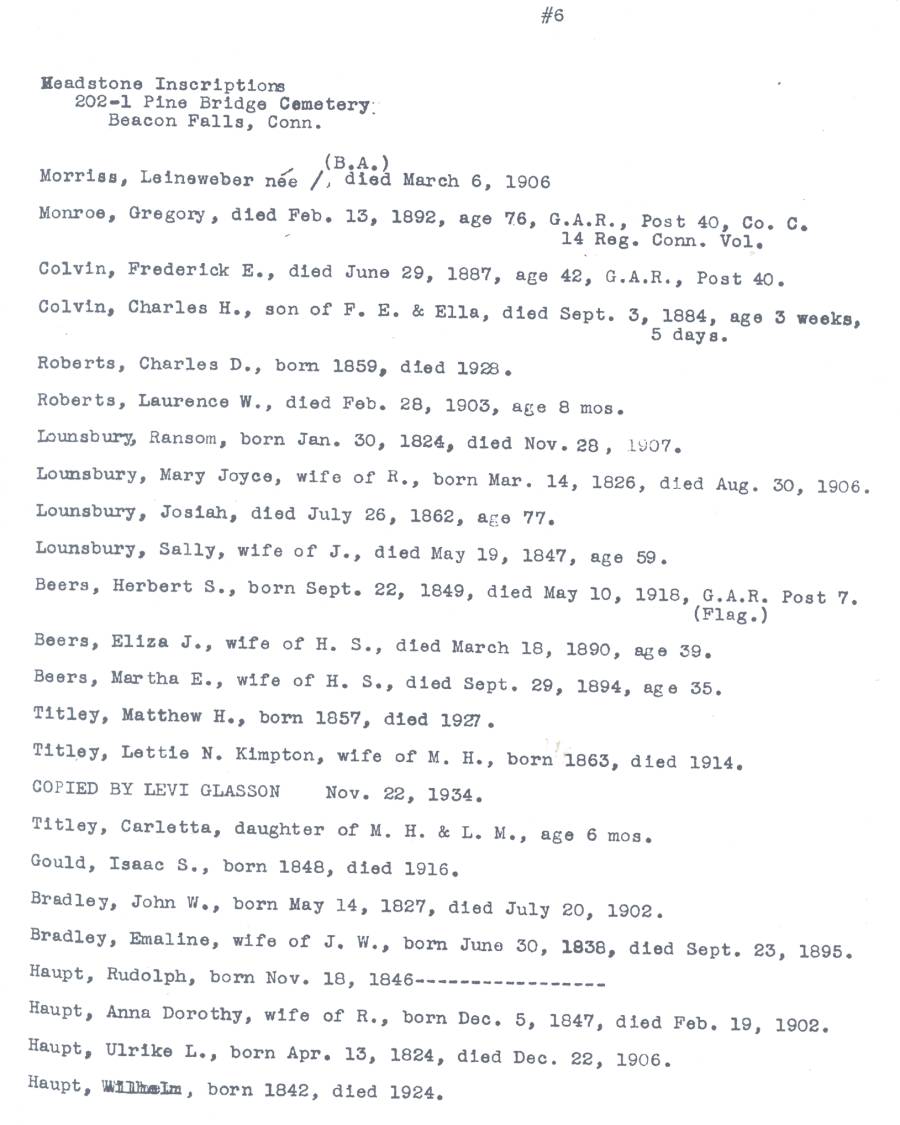 #6
Headstone Inscriptions
202-1 Pine Bridge Cemetery.
Beacon Falls, Conn.
(B.A.)
Morriss, Leineweber née /, died March 6, 1906
Monroe, Gregory, died Feb. 13, 1892, age 76, G.A.R., Post 40, Co. C.
14 Reg. Conn. Vol.
Colvin, Frederick E., died June 29, 1887, age 42, G.A.R., Post 40.
Colvin, Charles H., son of F. E. & Ella, died Sept. 3, 1884, age 3 weeks,
5 days.
Roberts, Charles D., born 1859, died 1928.
Roberts, Laurence W., died Feb. 28, 1903, age 8 mos.
Lounsbury, Ransom, born Jan. 30, 1824, died Nov. 28, 1907.
Lounsbury, Mary Joyce, wife of R., born Mar. 14, 1826, died Aug. 30, 1906.
Lounsbury, Josiah, died July 26, 1862, age 77.
Lounsbury, Sally, wife of J., died May 19, 1847, age 59.
Beers, Herbert S., born Sept. 22, 1849, died May 10, 1918, G.A.R. Post 7.
(Flag.)
Beers, Eliza J., wife of H. S., died March 18, 1890, age 39.
Beers, Martha E., wife of H. S., died Sept. 29, 1894, age 35.
Titley, Matthew H., born 1857, died 1927.
Titley, Lettie N. Kimpton, wife of M. H., born 1863, died 1914.
COPIED BY LEVI GLASSON Nov. 22, 1934.
Titley, Carletta, daughter of M. H. & L. M., age 6 mos.
Gould, Isaac S., born 1848, died 1916.
Bradley, John W., born May 14, 1827, died July 20, 1902.
Bradley, Emaline, wife of J. W., born June 30, 1838, died Sept. 23, 1895.
Haupt, Rudolph, born Nov. 18, 1846-----------------
Haupt, Anna Dorothy, wife of R., born Dec. 5, 1847, died Feb. 19, 1902.
Haupt, Ulrike L., born Apr. 13, 1824, died Dec. 22, 1906.
Haupt, Wilhelm, born 1842, died 1924.